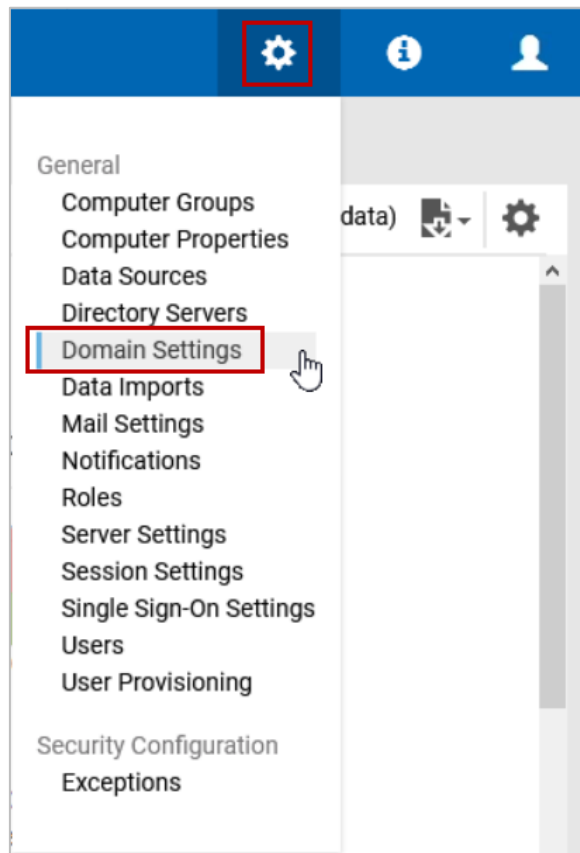 General
Computer Groups
data)
Computer Properties
Data Sources
Directory Servers
Domain Settings
Data Imports
Mail Settings
Notifications
Roles
Server Settings
Session Settings
Single Sign-On Settings
Users
User Provisioning
Security Configuration
Exceptions